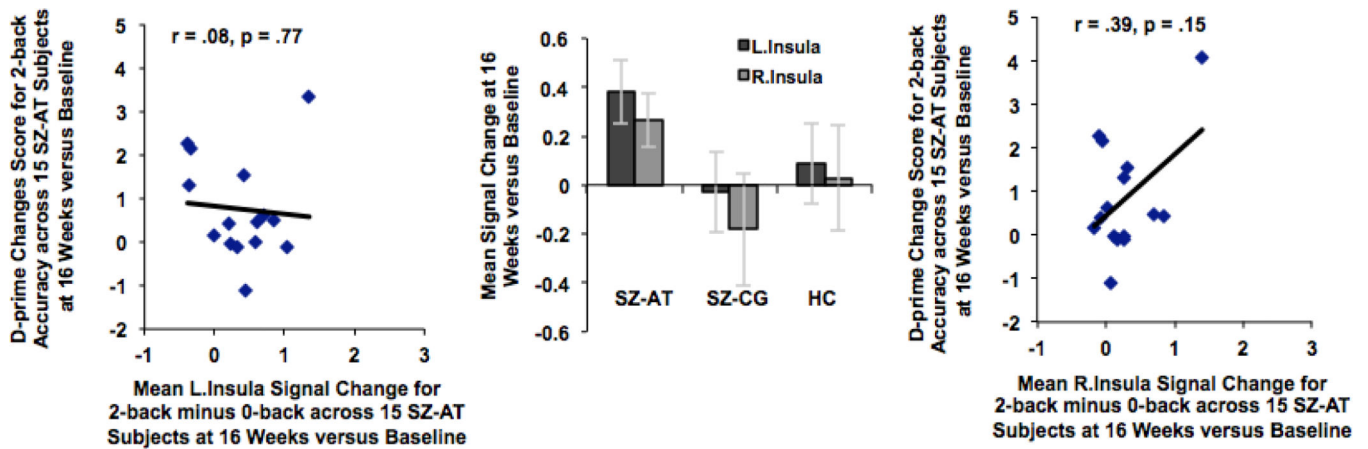 D-prime Changes Score for 2-back
Accuracy across 15 SZ-AT Subjects
at 16 Weeks versus Baseline
r = .08, p = .77
5
4
3
2
1
0
-1
-2
-1
0
1
2
3
Mean L.Insula Signal Change for
2-back minus 0-back across 15 SZ-AT
Subjects at 16 Weeks versus Baseline
Mean Signal Change at 16
Weeks versus Baseline
0.6
0.4
0.2
0
-0.2
-0.4
-0.6
L.Insula
R.Insula
SZ-AT
SZ-CG
HC
D-prime Change Score for 2-back
Accuracy across 15 SZ-AT Subjects
at 16 Weeks versus Baseline
r = .39, p = .15
5
4
3
2
1
0
-1
-2
-1
0
1
2
3
Mean R.Insula Signal Change for
2-back minus 0-back across 15 SZ-AT
Subjects at 16 Weeks versus Baseline